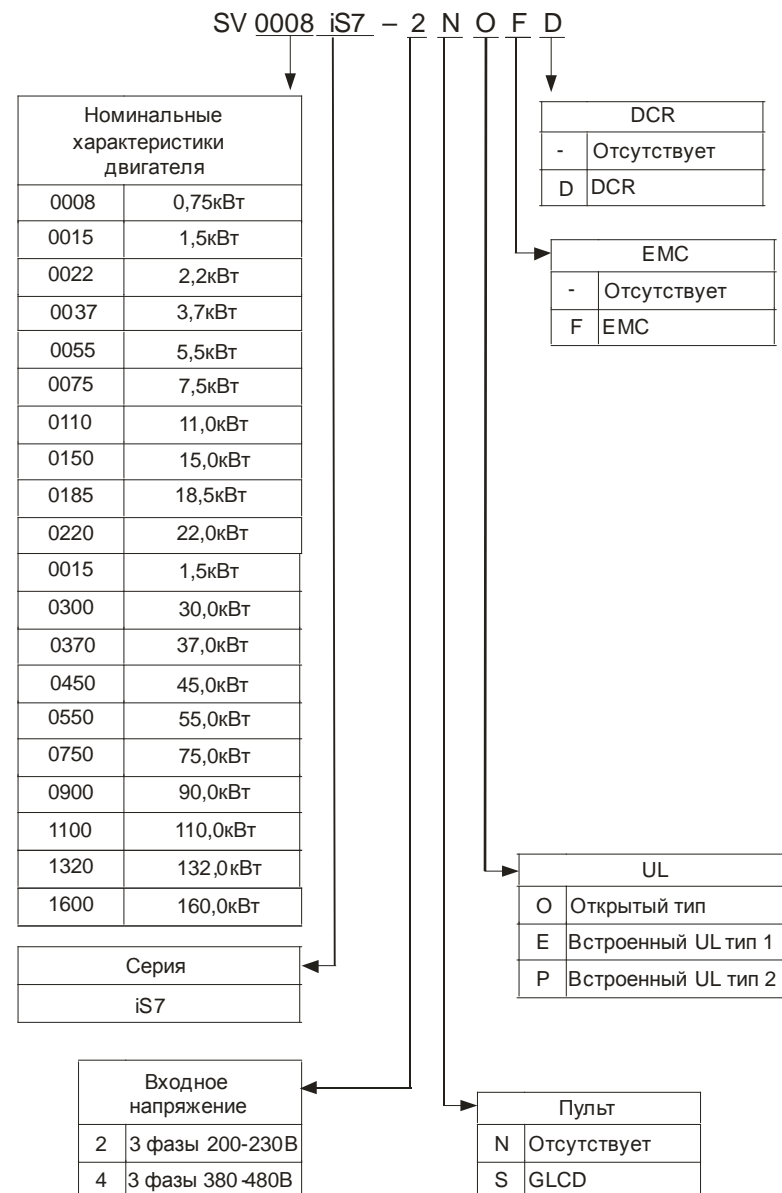 SV 0008 iS7 – 2 N O F D
Номинальные
характеристики
двигателя
0008 0,75кВт
0015 1,5кВт
0022 2,2кВт
0037 3,7кВт
0055 5,5кВт
0075 7,5кВт
0110 11,0кВт
0150 15,0кВт
0185 18,5кВт
0220 22,0кВт
0015 1,5кВт
0300 30,0кВт
0370 37,0кВт
0450 45,0кВт
0550 55,0кВт
0750 75,0кВт
0900 90,0кВт
1100 110,0кВт
1320 132,0кВт
1600 160,0кВт
DCR
- Отсутствует
D DCR
EMC
- Отсутствует
F EMC
UL
O Открытый тип
E Встроенный UL тип 1
P Встроенный UL тип 2
Серия
iS7
Входное
напряжение
2 3 фазы 200-230В
4 3 фазы 380-480В
Пульт
N Отсутствует
S GLCD